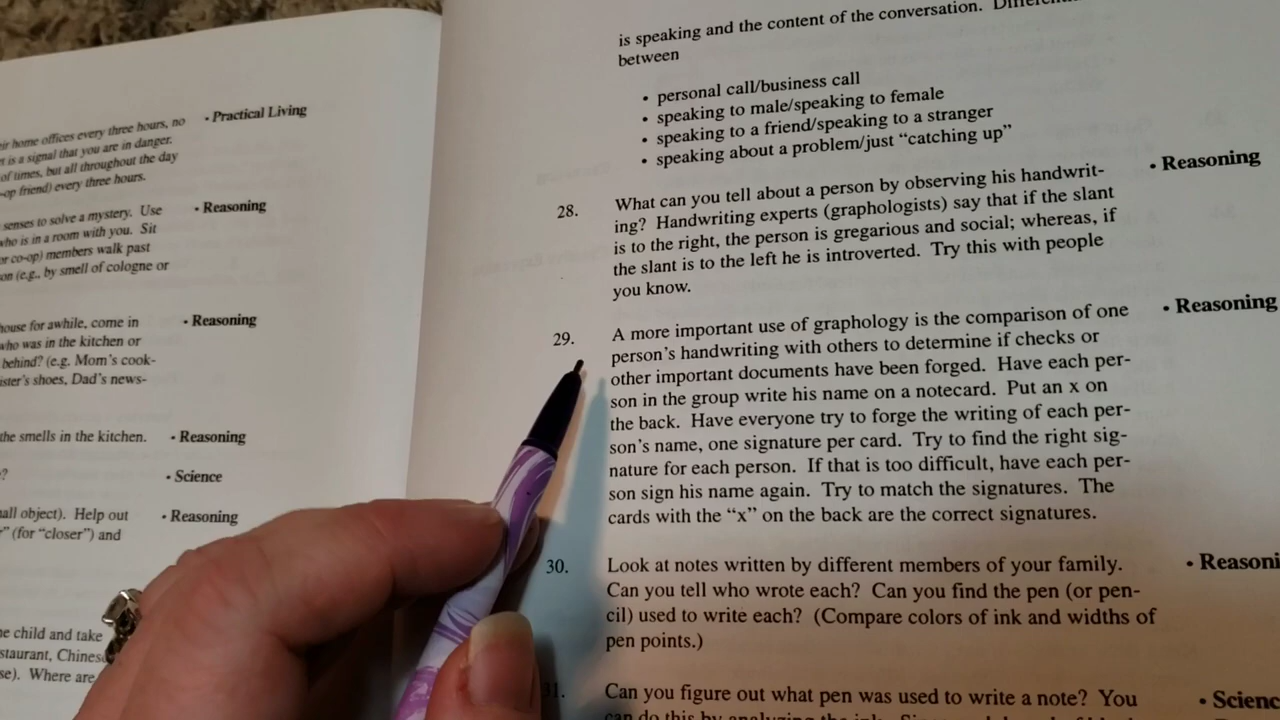 eir home offices every three hours, no
• Practical Living
t is a signal that you are in danger.
of times, but all throughout the day
-op friend) every three hours.
senses to solve a mystery. Use
• Reasoning
who is in a room with you. Sit
or co-op) members walk past
on (e.g., by smell of cologne or
house for awhile, come in
• Reasoning
who was in the kitchen or
behind? (e.g. Mom's cook-
ister's shoes, Dad's news-
the smells in the kitchen.
• Reasoning
?
• Science
all object). Help out
• Reasoning
" (for "closer") and
e child and take
staurant, Chines
se). Where are
is speaking and the content of the conversation.
between
• personal call/business call
• speaking to male/speaking to female
• speaking to a friend/speaking to a stranger
• speaking about a problem/just "catching up"
28. What can you tell about a person by observing his handwrit-
• Reasoning
ing? Handwriting experts (graphologists) say that if the slant
is to the right, the person is gregarious and social; whereas, if
the slant is to the left he is introverted. Try this with people
you know.
29. A more important use of graphology is the comparison of one
• Reasoning
person's handwriting with others to determine if checks or
other important documents have been forged. Have each per-
son in the group write his name on a notecard. Put an x on
the back. Have everyone try to forge the writing of each per-
son's name, one signature per card. Try to find the right sig-
nature for each person. If that is too difficult, have each per-
son sign his name again. Try to match the signatures. The
cards with the "x" on the back are the correct signatures.
30. Look at notes written by different members of your family.
• Reasoni
Can you tell who wrote each? Can you find the pen (or pen-
cil) used to write each? (Compare colors of ink and widths of
pen points.)
31. Can you figure out what pen was used to write a note? You
• Scienc
can do this by analyzing the ink.